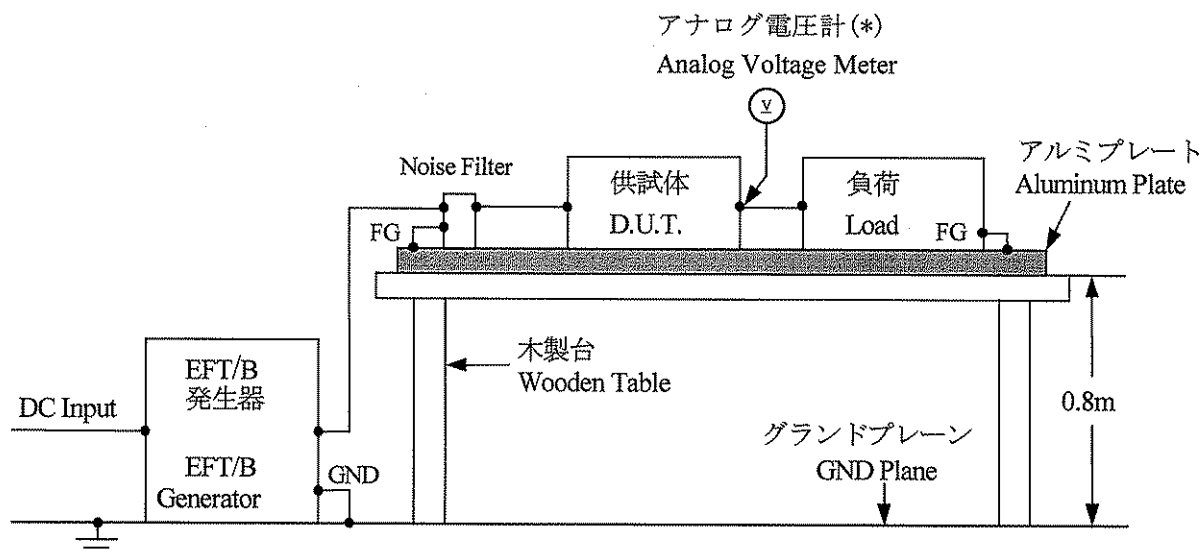 アナログ電圧計(*)
Analog Voltage Meter
V
Noise Filter
供試体
D.U.T.
負荷
Load
アルミプレート
Aluminum Plate
FG
FG
EFT/B
発生器
EFT/B
Generator
DC Input
GND
木製台
Wooden Table
グランドプレーン
GND Plane
0.8m